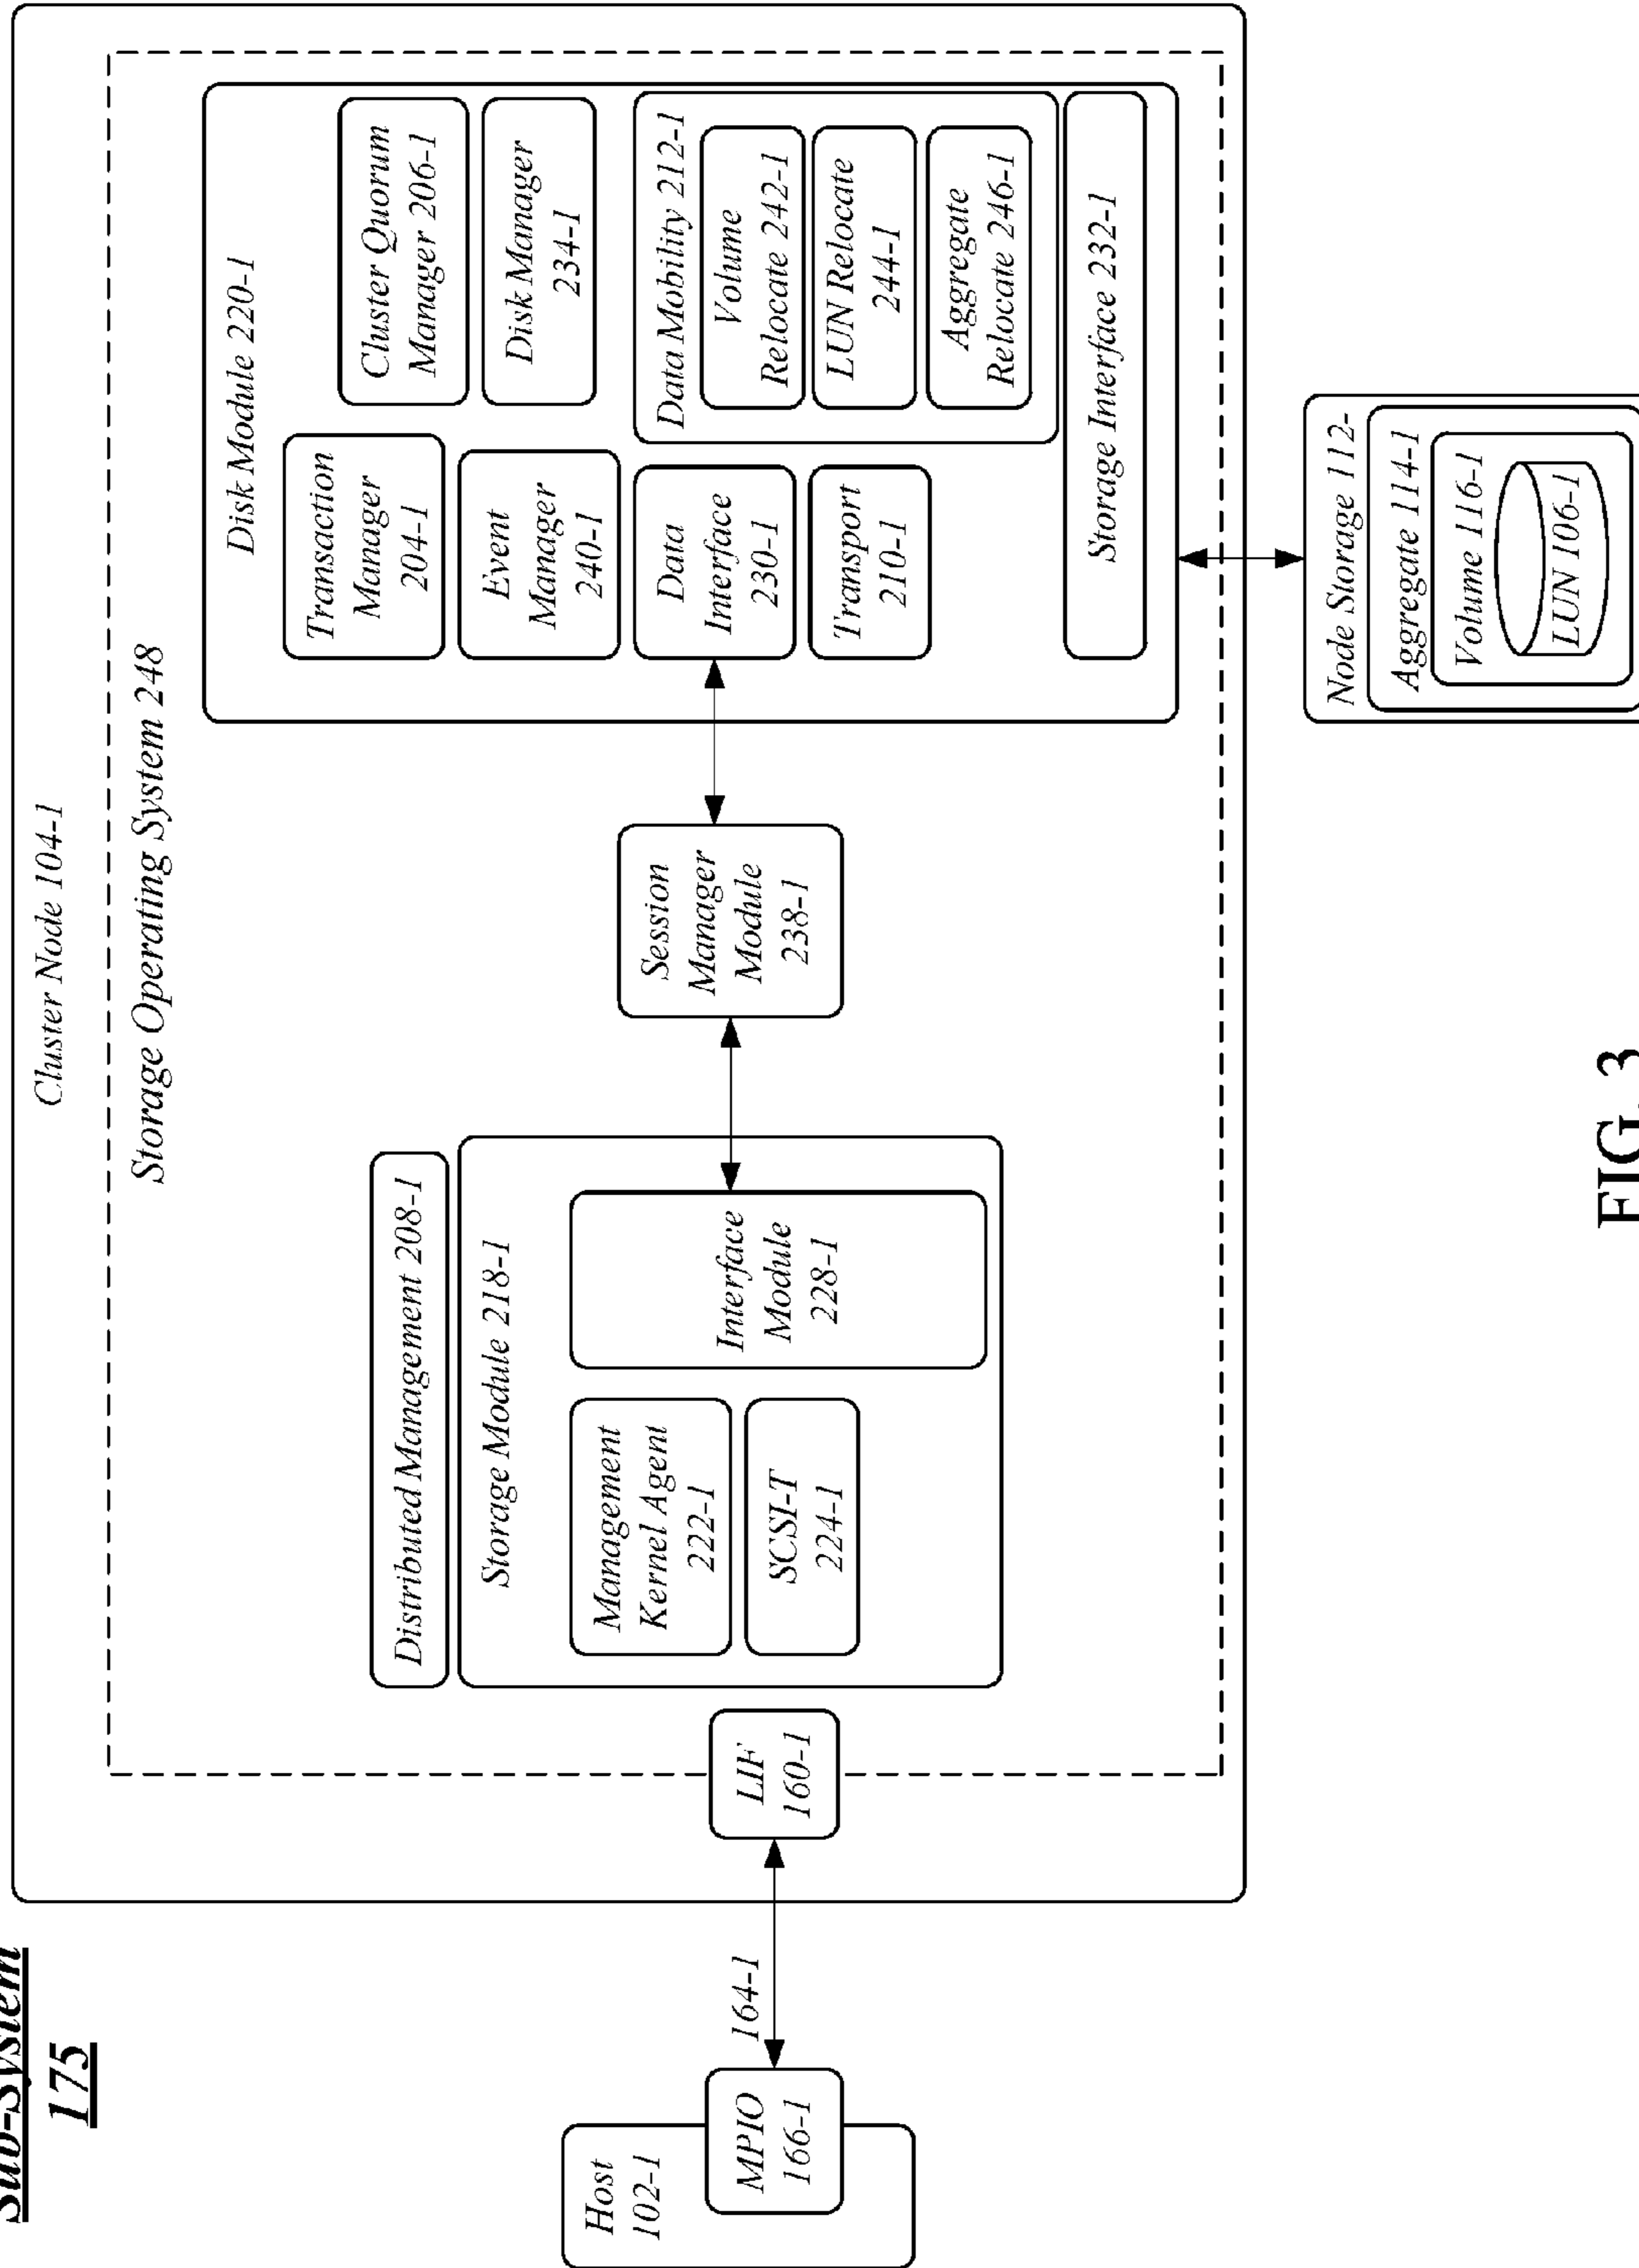 Sub-System
175
Cluster Node 104-1
Storage Operating System 248
Host
102-1
MPIO
166-1
164-1
LIF
160-1
Distributed Management 208-1
Storage Module 218-1
Management
Kernel Agent
222-1
SCSI-T
224-1
Interface
Module
228-1
Session
Manager
Module
238-1
Disk Module 220-1
Transaction
Manager
204-1
Cluster Quorum
Manager 206-1
Event
Manager
240-1
Disk Manager
234-1
Data
Interface
230-1
Transport
210-1
Data Mobility 212-1
Volume
Relocate 242-1
LUN Relocate
244-1
Aggregate
Relocate 246-1
Storage Interface 232-1
Node Storage 112-
Aggregate 114-1
Volume 116-1
LUN 106-1
FIG. 3